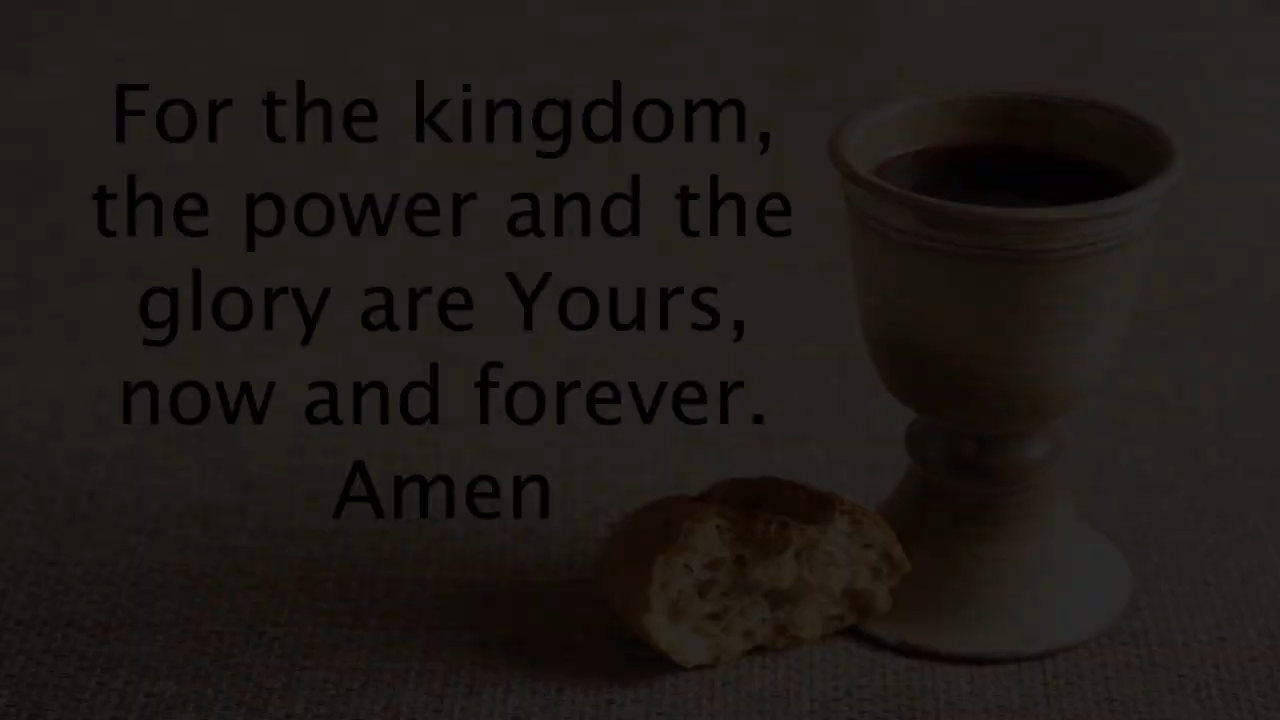 For the kingdom,
the power and the
glory are Yours,
now and forever.
Amen